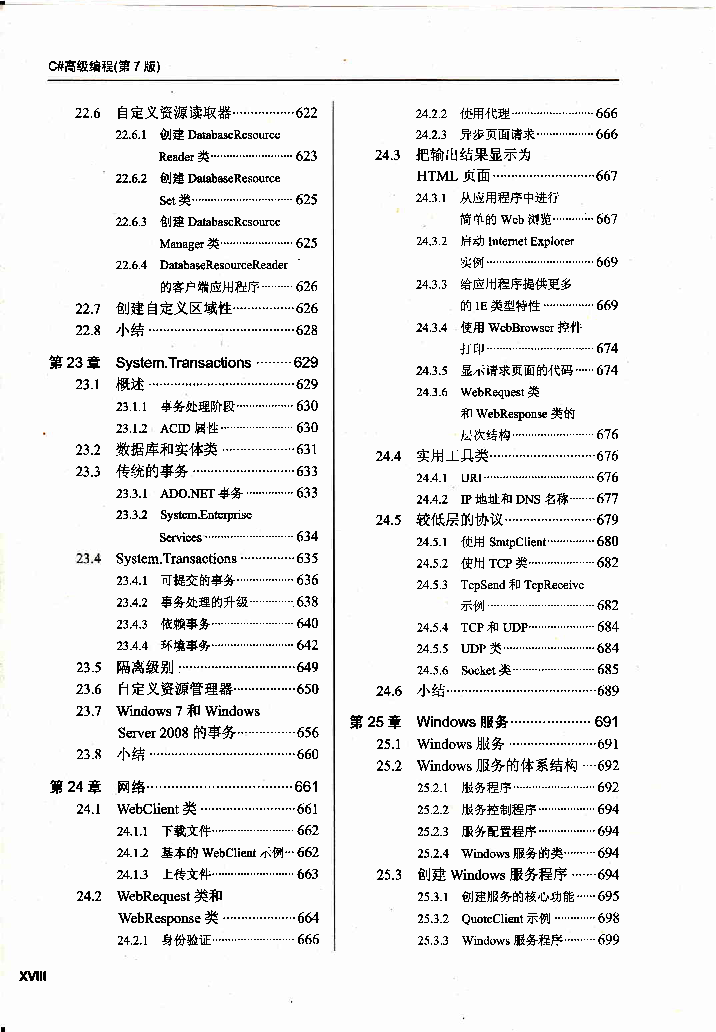 C#高级编程(第 7 版)
22.6 自定义资源读取器················622
22.6.1 创建 DatabaseResource
Reader 类························ 623
22.6.2 创建 DatabaseResource
Set 类····························· 625
22.6.3 创建 DatabaseResource
Manager 类····················· 625
22.6.4 DatabaseResourceReader
的客户端应用程序·········· 626
22.7 创建自定义区域性················626
22.8 小结 ·····································628
第 23 章 System.Transactions ·········629
23.1 概述 ·····································629
23.1.1 事务处理阶段················· 630
23.1.2 ACID 属性····················· 630
23.2 数据库和实体类 ··················631
23.3 传统的事务 ·························633
23.3.1 ADO.NET 事务·············· 633
23.3.2 System.Enterprise
Services ·························· 634
23.4 System.Transactions ··············635
23.4.1 可提交的事务················· 636
23.4.2 事务处理的升级············· 638
23.4.3 依赖事务························ 640
23.4.4 环境事务························ 642
23.5 隔离级别 ·····························649
23.6 自定义资源管理器················650
23.7 Windows 7 和 Windows
Server 2008 的事务···············656
23.8 小结 ·····································660
第 24 章 网络··································661
24.1 WebClient 类 ························661
24.1.1 下载文件························ 662
24.1.2 基本的 WebClient 示例··· 662
24.1.3 上传文件························ 663
24.2 WebRequest 类和
WebResponse 类 ···················664
24.2.1 身份验证························ 666
24.2.2 使用代理························ 666
24.2.3 异步页面请求················· 666
24.3 把输出结果显示为
HTML 页面··························667
24.3.1 从应用程序中进行
简单的 Web 浏览············ 667
24.3.2 启动 Internet Explorer
实例································ 669
24.3.3 给应用程序提供更多
的 IE 类型特性··············· 669
24.3.4 使用 WebBrowser 控件
打印································ 674
24.3.5 显示请求页面的代码······ 674
24.3.6 WebRequest 类
和 WebResponse 类的
层次结构························ 676
24.4 实用工具类··························676
24.4.1 URI································ 676
24.4.2 IP 地址和 DNS 名称······· 677
24.5 较低层的协议·······················679
24.5.1 使用 SmtpClient·············· 680
24.5.2 使用 TCP 类··················· 682
24.5.3 TcpSend 和 TcpReceive
示例································ 682
24.5.4 TCP 和 UDP··················· 684
24.5.5 UDP 类·························· 684
24.5.6 Socket 类························ 685
24.6 小结······································689
第 25 章 Windows 服务··················· 691
25.1 Windows 服务 ······················691
25.2 Windows 服务的体系结构 ····692
25.2.1 服务程序························ 692
25.2.2 服务控制程序················· 694
25.2.3 服务配置程序················· 694
25.2.4 Windows 服务的类·········· 694
25.3 创建 Windows 服务程序 ·······694
25.3.1 创建服务的核心功能······ 695
25.3.2 QuoteClient 示例············ 698
25.3.3 Windows 服务程序·········· 699
XVIII